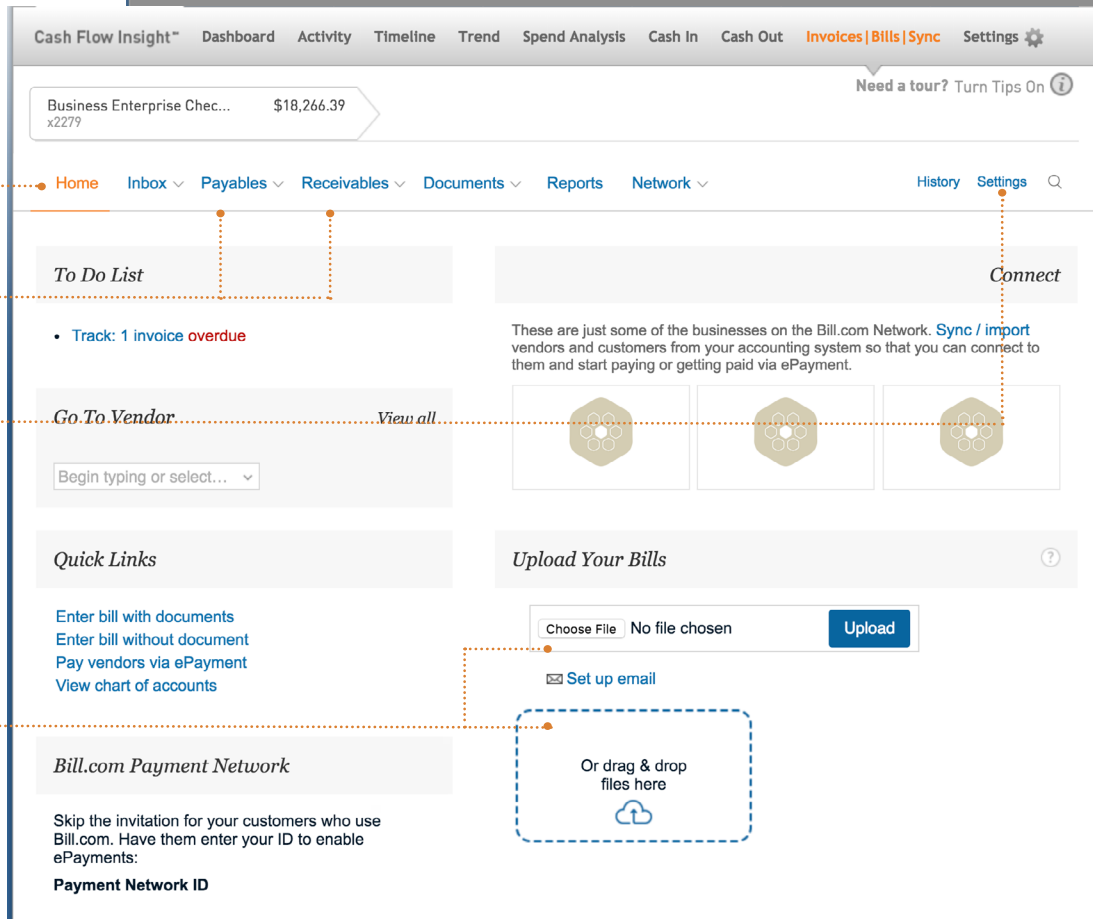 Cash Flow Insight℠ Dashboard Activity Timeline Trend Spend Analysis Cash In Cash Out Invoices|Bills|Sync Settings
Need a tour? Turn Tips On i
Business Enterprise Chec... $18,266.39
x2279
Home Inbox Payables Receivables Documents Reports Network History Settings
To Do List
• Track: 1 invoice overdue
Go To Vendor View all
Begin typing or select...
Quick Links
Enter bill with documents
Enter bill without document
Pay vendors via ePayment
View chart of accounts
Bill.com Payment Network
Skip the invitation for your customers who use
Bill.com. Have them enter your ID to enable
ePayments:
Payment Network ID
Connect
These are just some of the businesses on the Bill.com Network. Sync / import
vendors and customers from your accounting system so that you can connect to
them and start paying or getting paid via ePayment.
Upload Your Bills ?
Choose File No file chosen Upload
Set up email
Or drag & drop
files here